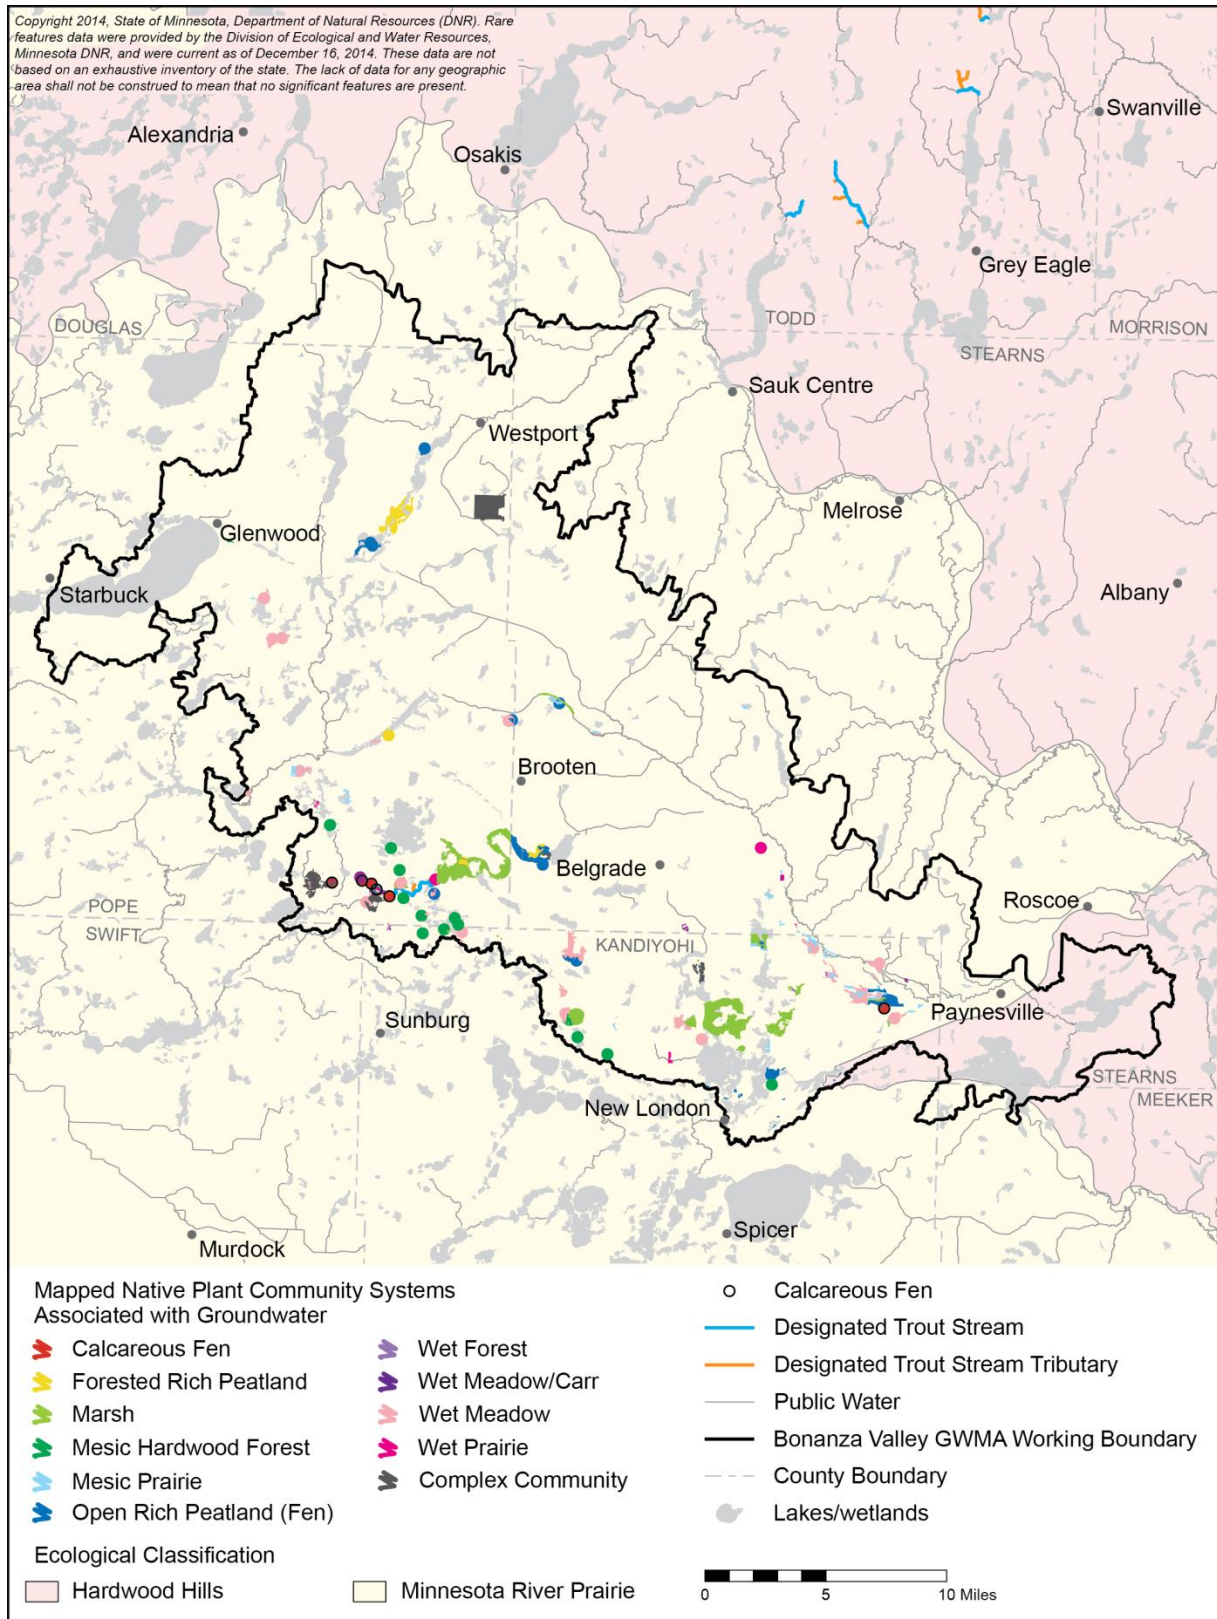 Copyright 2014, State of Minnesota, Department of Natural Resources (DNR). Rare
features data were provided by the Division of Ecological and Water Resources,
Minnesota DNR, and were current as of December 16, 2014. These data are not
based on an exhaustive inventory of the state. The lack of data for any geographic
area shall not be construed to mean that no significant features are present.
Swanville
Alexandria
Osakis
Grey Eagle
DOUGLAS
TODD
MORRISON
STEARNS
Sauk Centre
Westport
Melrose
Glenwood
Starbuck
Albany
Brooten
Belgrade
Roscoe
POPE
SWIFT
KANDIYOHI
Paynesville
Sunburg
STEARNS
MEEKER
New London
Spicer
Murdock
Mapped Native Plant Community Systems
Associated with Groundwater
Calcareous Fen
Forested Rich Peatland
Marsh
Mesic Hardwood Forest
Mesic Prairie
Open Rich Peatland (Fen)
Wet Forest
Wet Meadow/Carr
Wet Meadow
Wet Prairie
Complex Community
Calcareous Fen
Designated Trout Stream
Designated Trout Stream Tributary
Public Water
Bonanza Valley GWMA Working Boundary
County Boundary
Lakes/wetlands
Ecological Classification
Hardwood Hills
Minnesota River Prairie
0 5 10 Miles